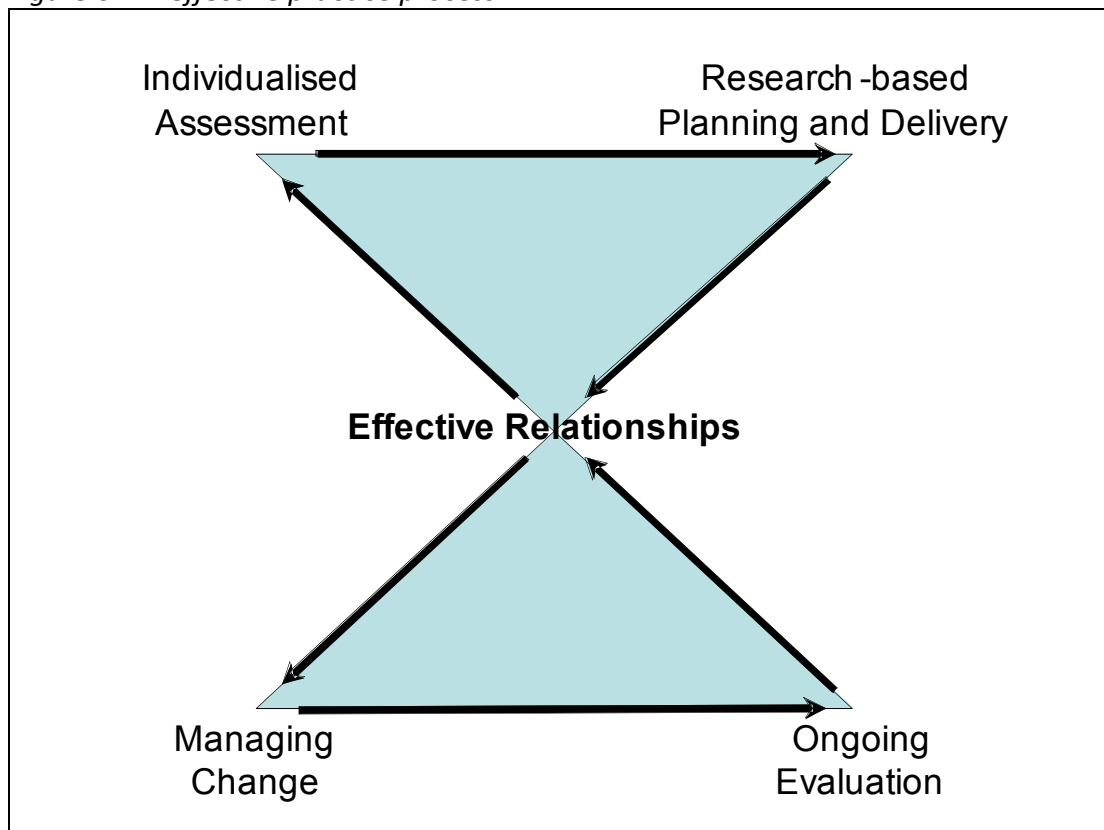 Individualised
Assessment
Research -based
Planning and Delivery
Effective Relationships
Managing
Change
Ongoing
Evaluation